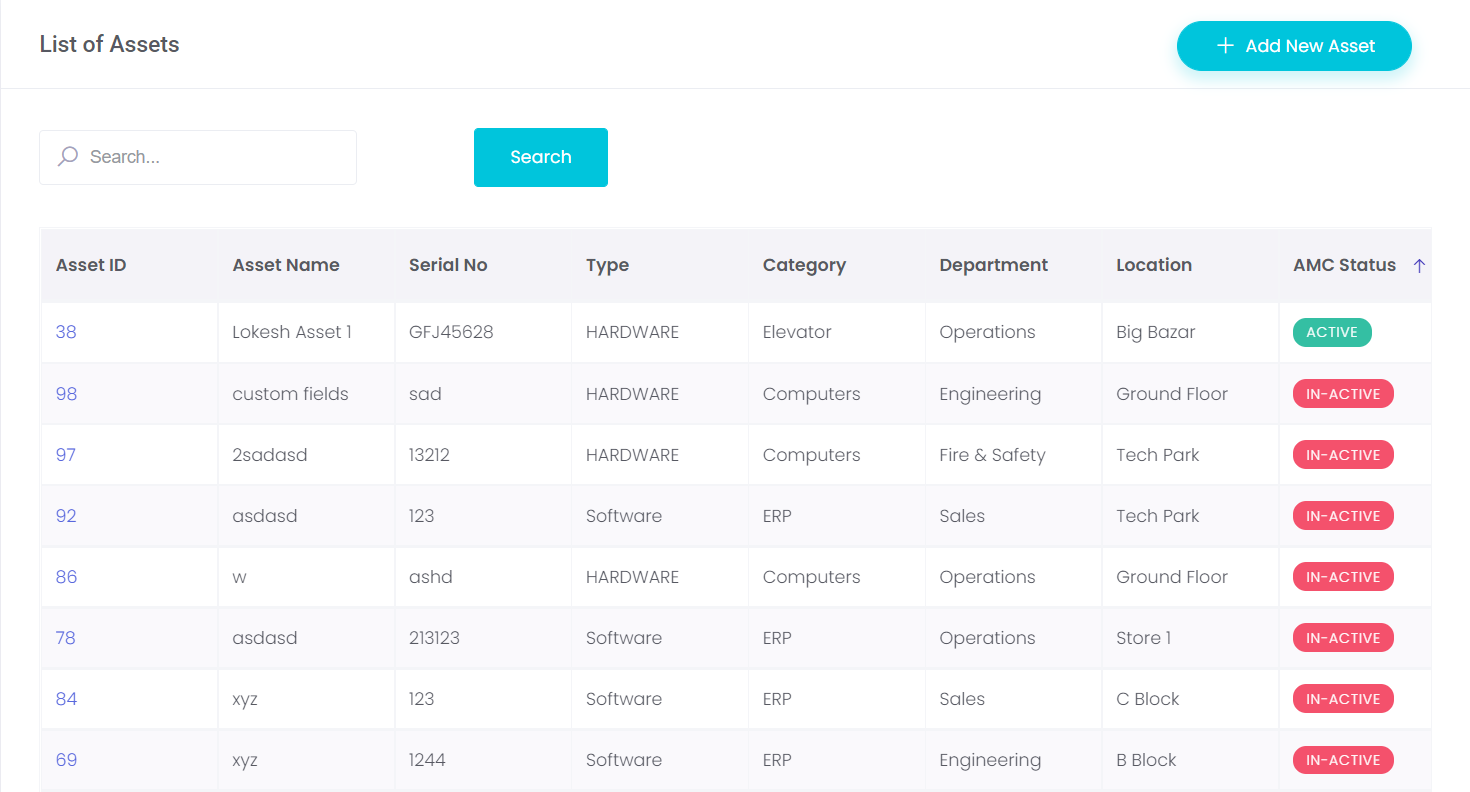 List of Assets
Add New Asset
Search...
Search
Asset ID Asset Name Serial No Type Category Department Location AMC Status
38 Lokesh Asset 1 GFJ45628 HARDWARE Elevator Operations Big Bazar ACTIVE
98 custom fields sad HARDWARE Computers Engineering Ground Floor IN-ACTIVE
97 2sadasd 13212 HARDWARE Computers Fire & Safety Tech Park IN-ACTIVE
92 asdasd 123 Software ERP Sales Tech Park IN-ACTIVE
86 w ashd HARDWARE Computers Operations Ground Floor IN-ACTIVE
78 asdasd 213123 Software ERP Operations Store 1 IN-ACTIVE
84 xyz 123 Software ERP Sales C Block IN-ACTIVE
69 xyz 1244 Software ERP Engineering B Block IN-ACTIVE